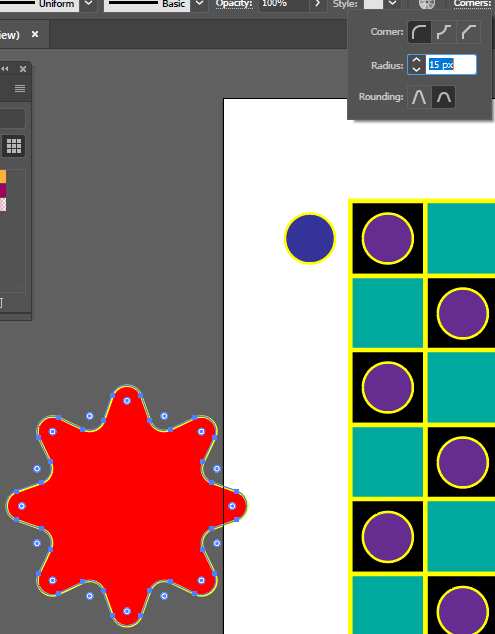 Uniform Basic Opacity: 100% Style: Corners:
iew) ×
Corner:
Radius: 15 px
Rounding: